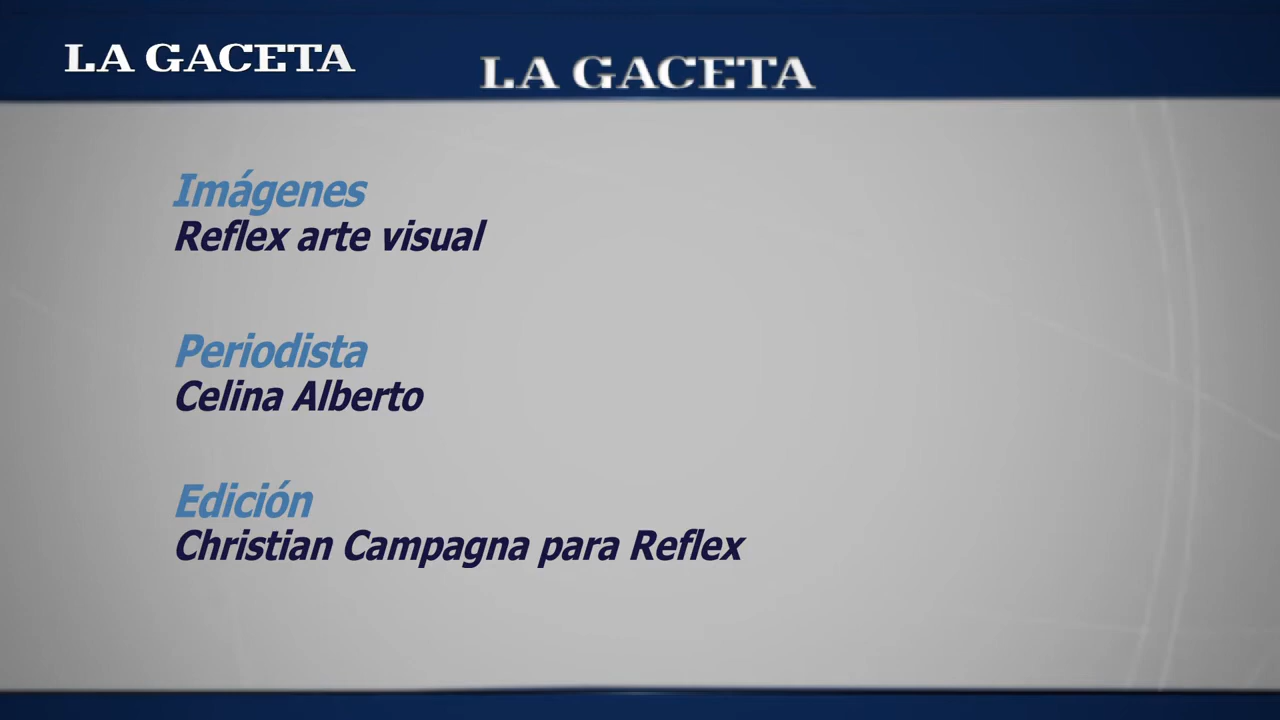 LA GACETA
LA GACETA
Imágenes
Reflex arte visual
Periodista
Celina Alberto
Edición
Christian Campagna para Reflex